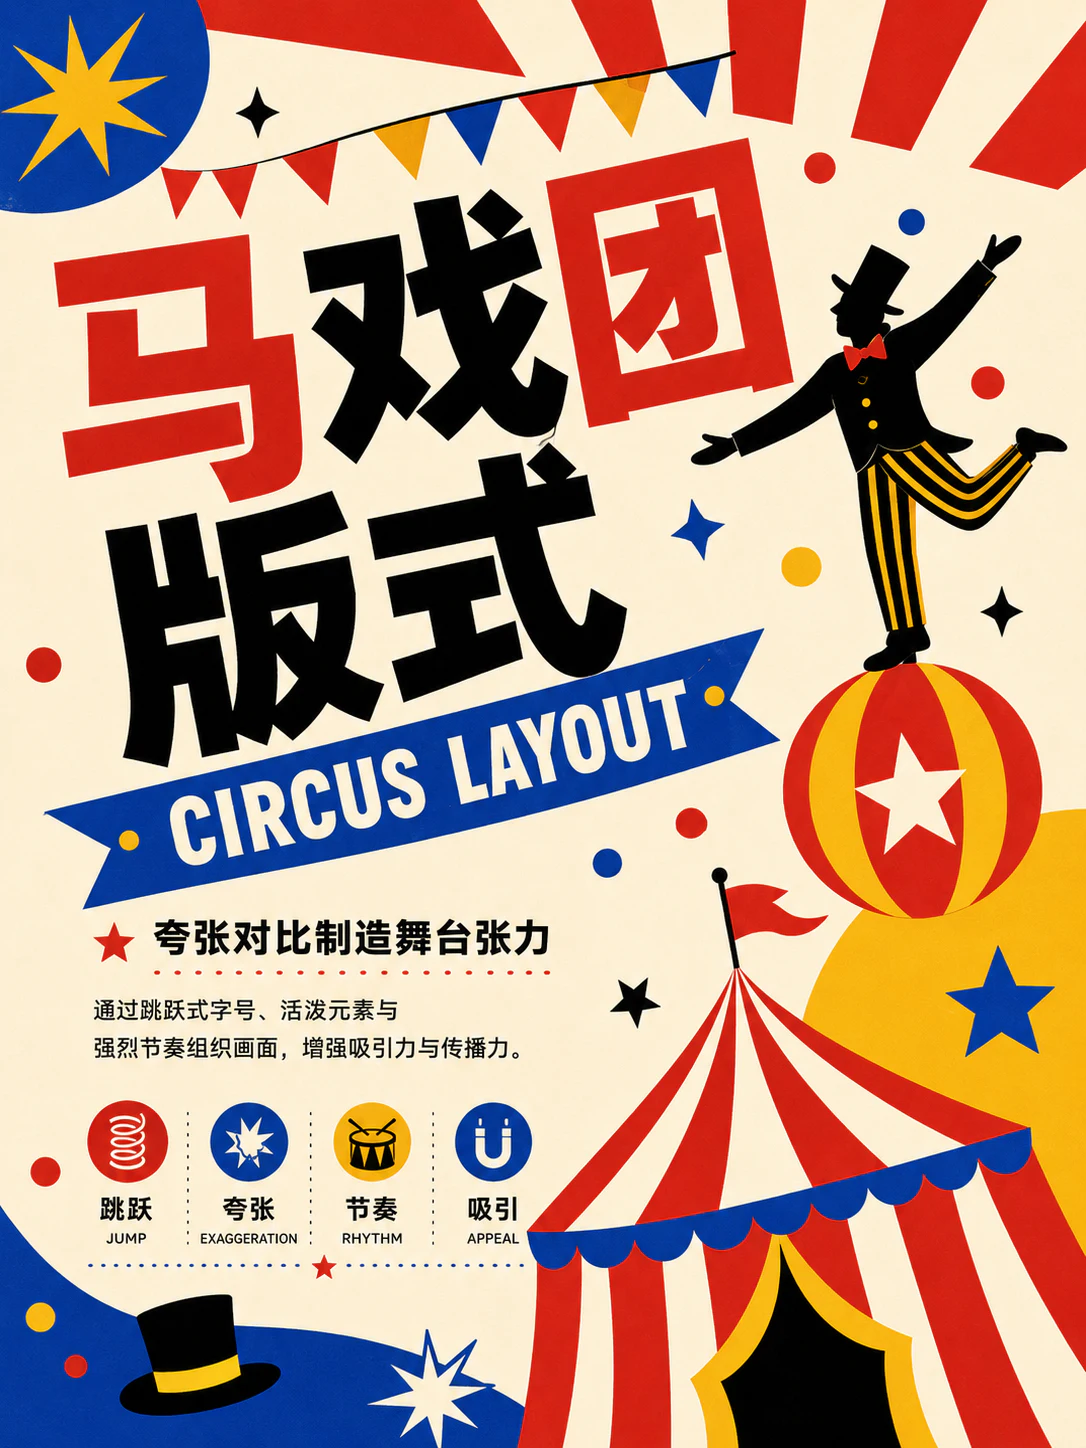 马戏团
版式
CIRCUS LAYOUT
夸张对比制造舞台张力
通过跳跃式字号、活泼元素与
强烈节奏组织画面，增强吸引力与传播力。
跳跃 夸张 节奏 吸引
JUMP EXAGGERATION RHYTHM APPEAL